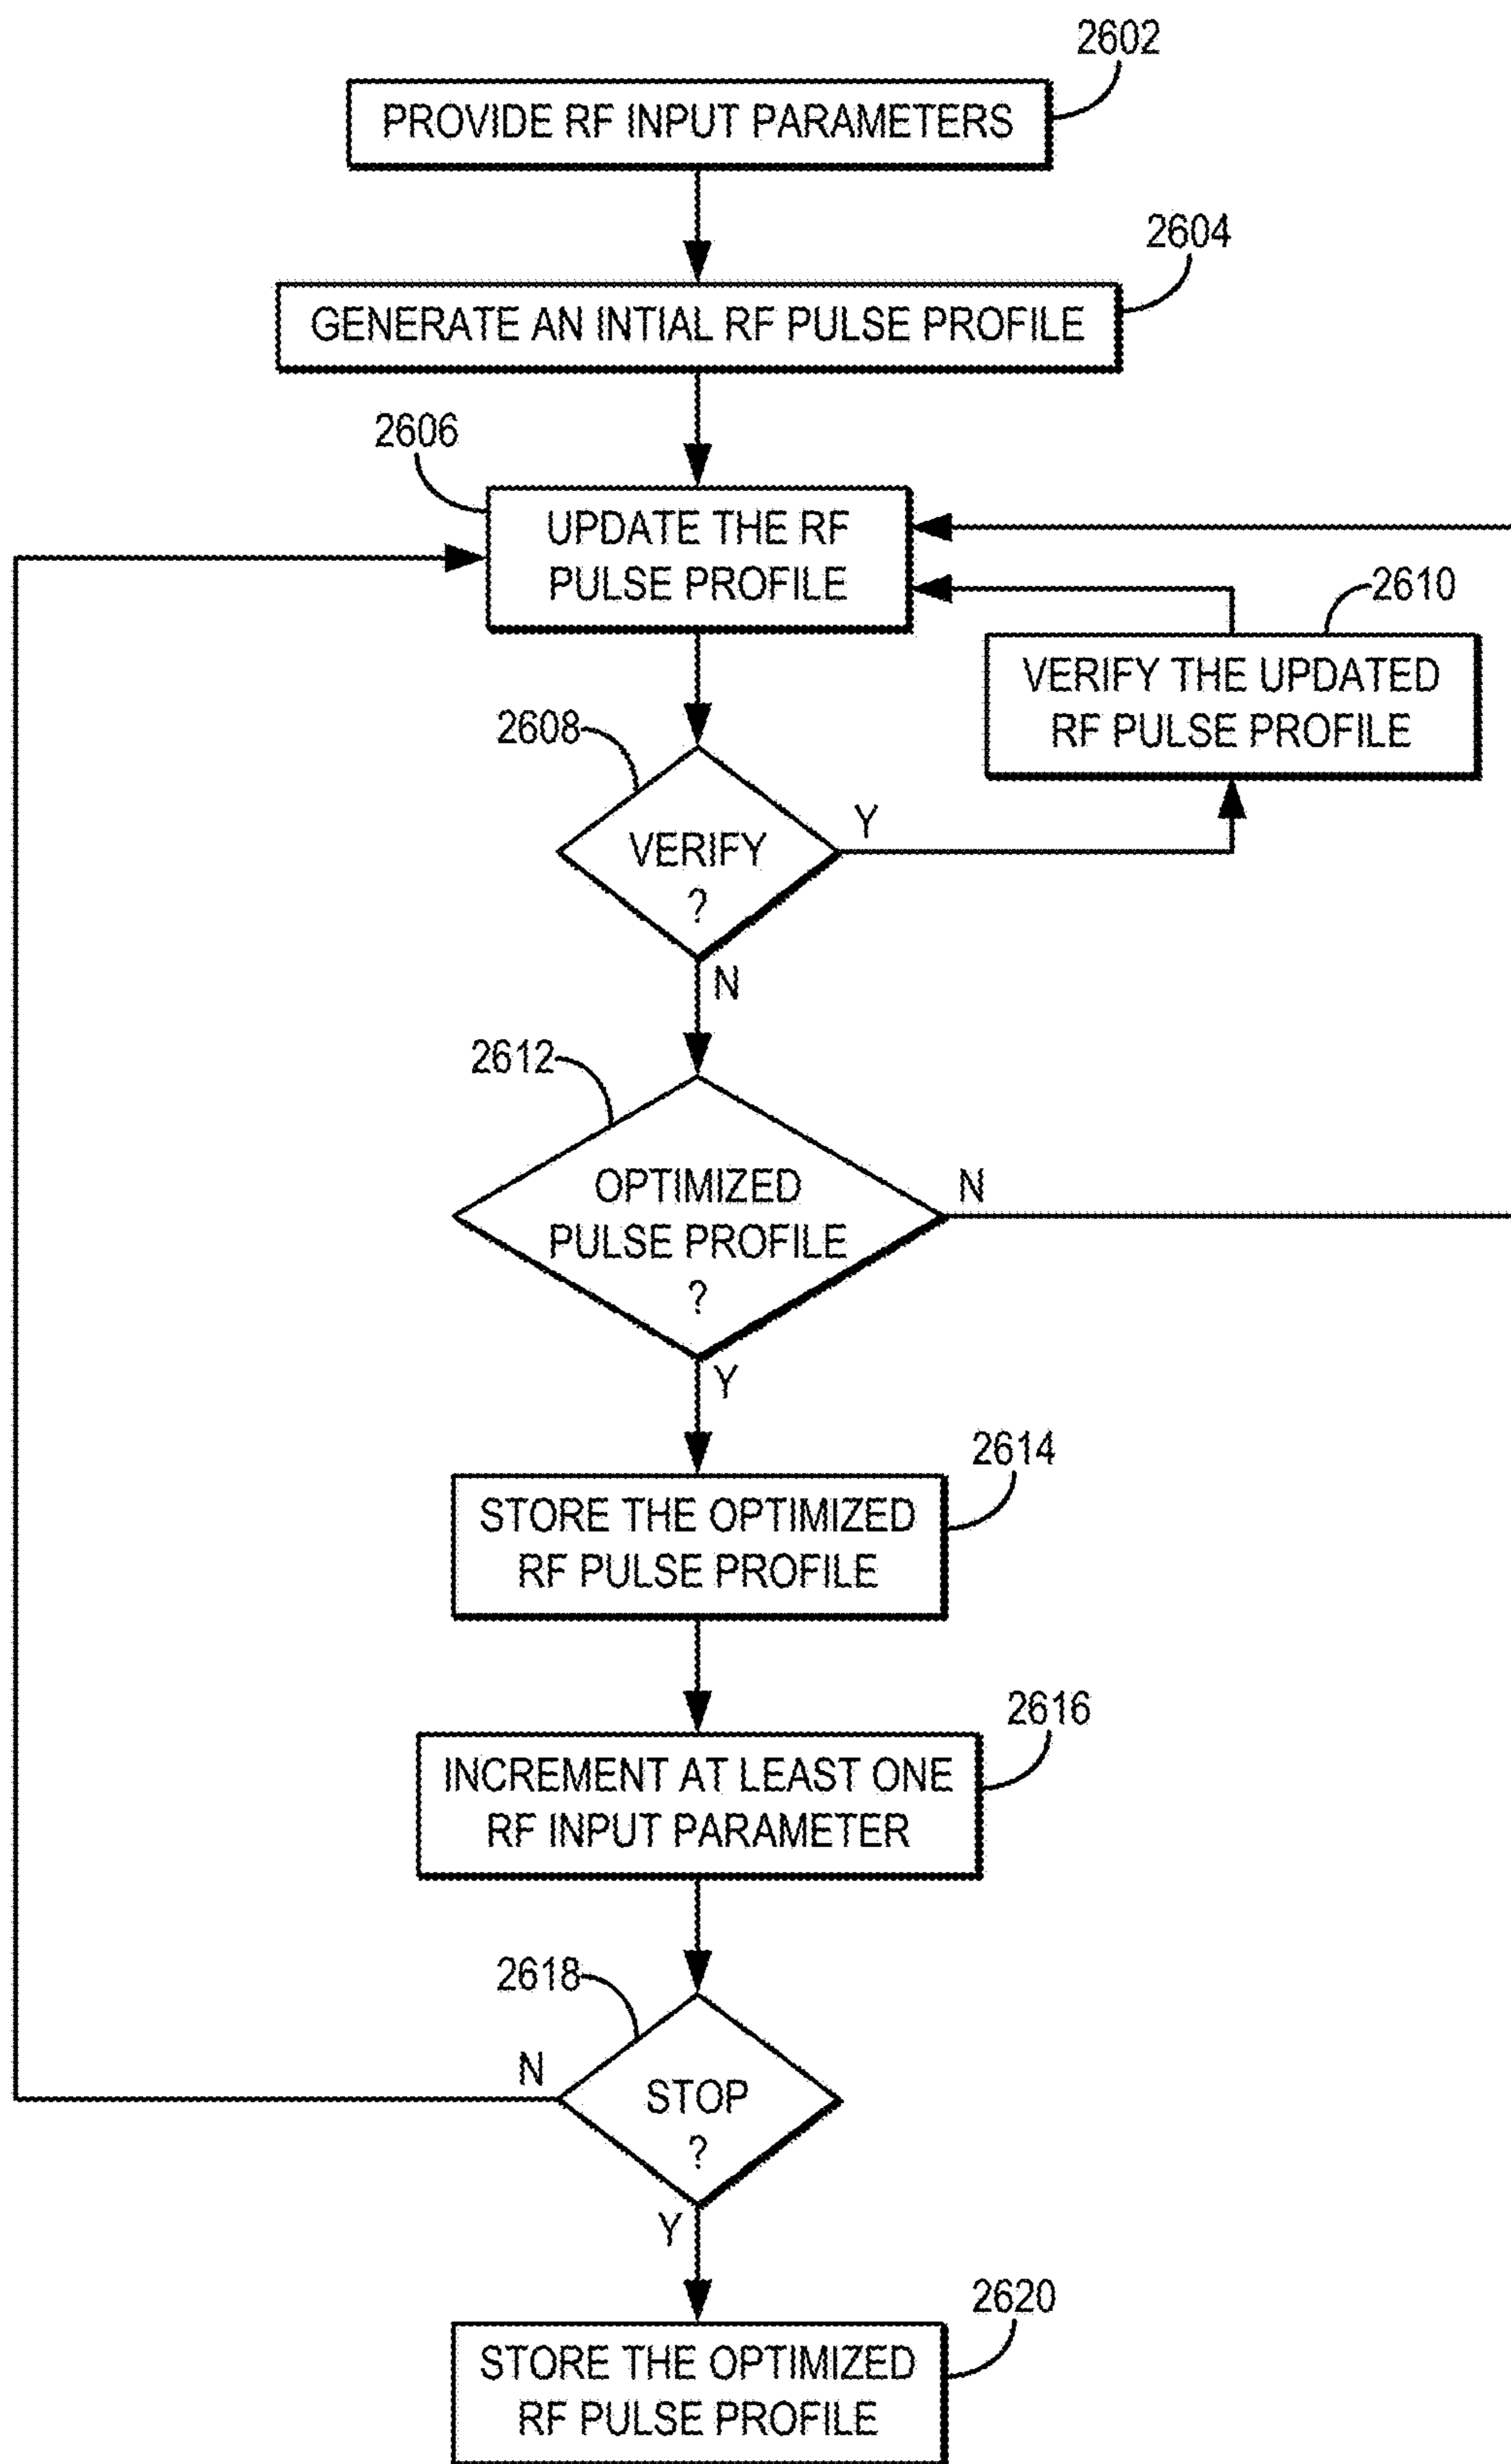 2602
PROVIDE RF INPUT PARAMETERS
2604
GENERATE AN INTIAL RF PULSE PROFILE
2606
UPDATE THE RF
PULSE PROFILE
2610
VERIFY THE UPDATED
RF PULSE PROFILE
2608
VERIFY
?
Y
N
2612
OPTIMIZED
PULSE PROFILE
?
N
Y
2614
STORE THE OPTIMIZED
RF PULSE PROFILE
2616
INCREMENT AT LEAST ONE
RF INPUT PARAMETER
2618
N
STOP
?
Y
2620
STORE THE OPTIMIZED
RF PULSE PROFILE